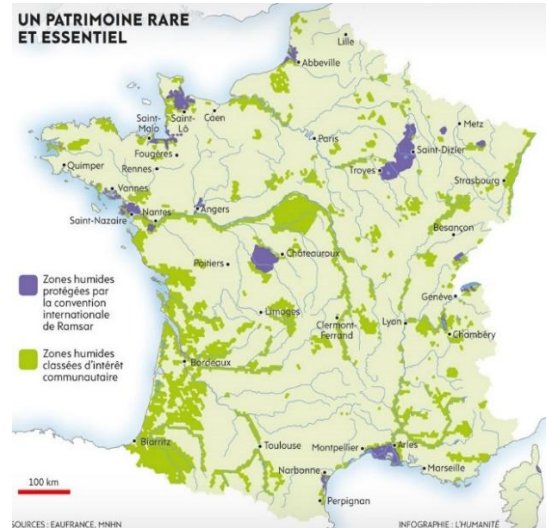 UN PATRIMOINE RARE
ET ESSENTIEL
Lille
Abbeville
Saint-Malo
Saint-Lô
Caen
Paris
Metz
Saint-Dizier
Troyes
Strasbourg
Fougères
Rennes
Quimper
Vannes
Saint-Nazaire
Nantes
Angers
Besançon
Poitiers
Châteauroux
Genève
Limoges
Clermont-
Ferrand
Lyon
Chambéry
Bordeaux
Biarritz
Toulouse
Montpellier
Arles
Narbonne
Marseille
Perpignan
Zones humides
protégées par
la convention
internationale
de Ramsar
Zones humides
classées d'intérêt
communautaire
100 km
SOURCES : EAUFRANCE, MNHN
INFOGRAPHIE : L'HUMANITÉ